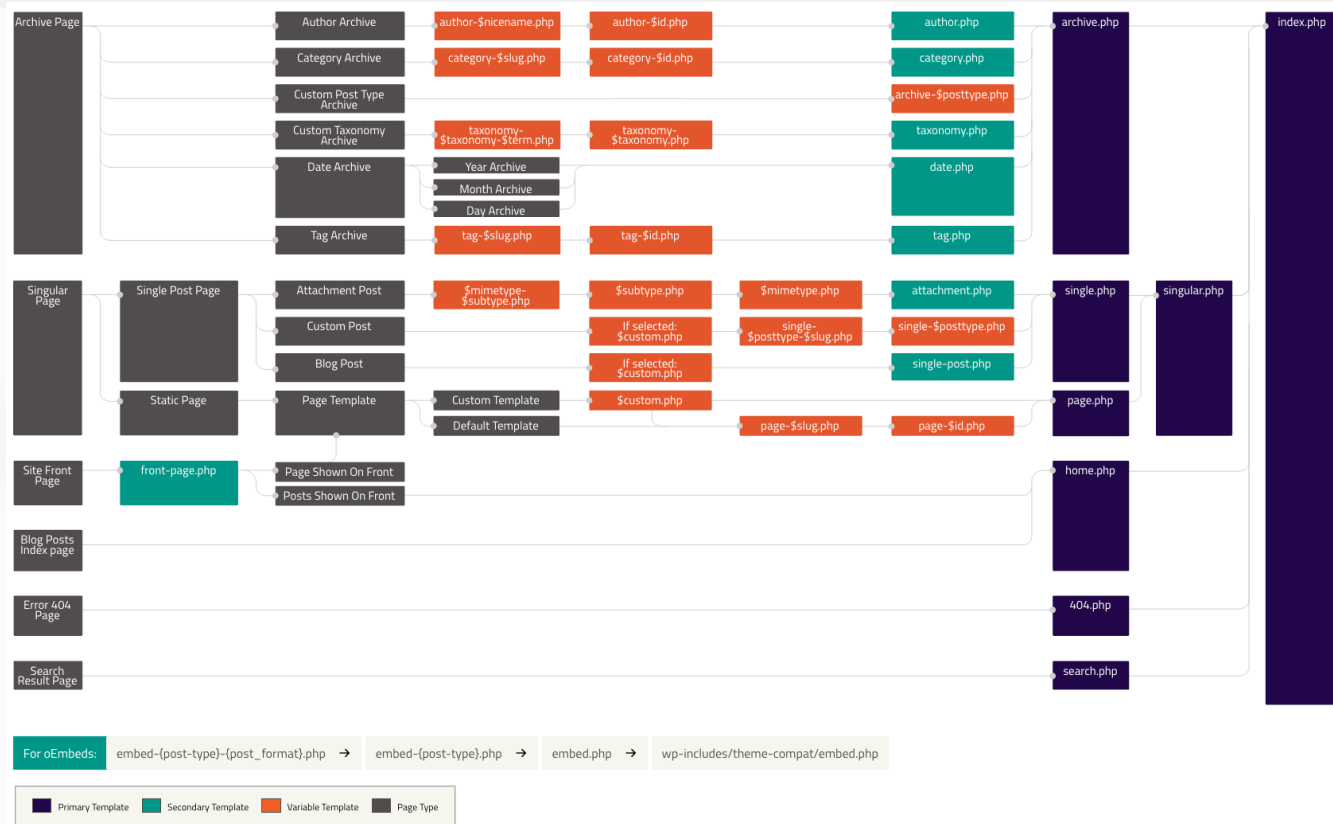 Archive Page
Author Archive
author-$nicename.php
author-$id.php
author.php
archive.php
index.php
Category Archive
category-$slug.php
category-$id.php
category.php
Custom Post Type
Archive
archive-$posttype.php
Custom Taxonomy
Archive
taxonomy-
$taxonomy-$term.php
taxonomy-
$taxonomy.php
taxonomy.php
Date Archive
Year Archive
Month Archive
Day Archive
date.php
Tag Archive
tag-$slug.php
tag-$id.php
tag.php
Singular
Page
Single Post Page
Attachment Post
$mimetype-
subtype.php
$subtype.php
$mimetype.php
attachment.php
single.php
singular.php
Custom Post
If selected:
$custom.php
single-
$posttype-$slug.php
single-$posttype.php
Blog Post
If selected:
$custom.php
single-post.php
Static Page
Page Template
Custom Template
$custom.php
page.php
Default Template
page-$slug.php
page-$id.php
Site Front
Page
front-page.php
Page Shown On Front
Posts Shown On Front
home.php
Blog Posts
Index page
Error 404
Page
404.php
Search
Result Page
search.php
For oEmbeds:
embed-{post-type}-{post_format}.php →
embed-{post-type}.php →
embed.php →
wp-includes/theme-compat/embed.php
Primary Template
Secondary Template
Variable Template
Page Type